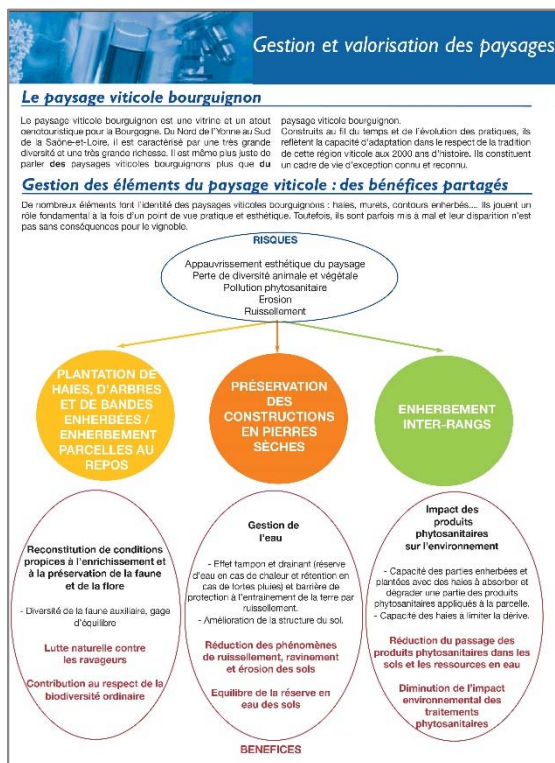 Gestion et valorisation des paysages
Le paysage viticole bourguignon
Le paysage viticole bourguignon est une vitrine et un atout
oenotouristique pour la Bourgogne. Du Nord de l'Yonne au Sud
de la Saône-et-Loire, il est caractérisé par une très grande
diversité et une très grande richesse. Il est même plus juste de
parler des paysages viticoles bourguignons plus que du
paysage viticole bourguignon.
Construits au fil du temps et de l'évolution des pratiques, ils
reflètent la capacité d'adaptation dans le respect de la tradition
de cette région viticole aux 2000 ans d'histoire. Ils constituent
un cadre de vie d'exception connu et reconnu.
Gestion des éléments du paysage viticole : des bénéfices partagés
De nombreux éléments font l'identité des paysages viticoles bourguignons : haies, murets, contours enherbés.... Ils jouent un
rôle fondamental à la fois d'un point de vue pratique et esthétique. Toutefois, ils sont parfois mis à mal et leur disparition n'est
pas sans conséquences pour le vignoble.
RISQUES
Appauvrissement esthétique du paysage
Perte de diversité animale et végétale
Pollution phytosanitaire
Erosion
Ruissellement
PLANTATION DE
HAIES, D'ARBRES
ET DE BANDES
ENHERBÉES /
ENHERBEMENT
PARCELLES AU
REPOS
PRÉSERVATION
DES
CONSTRUCTIONS
EN PIERRES
SÈCHES
ENHERBEMENT
INTER-RANGS
Reconstitution de conditions
propices à l'enrichissement et
à la préservation de la faune
et de la flore
- Diversité de la faune auxiliaire, gage
d'équilibre
Lutte naturelle contre
les ravageurs
Contribution au respect de la
biodiversité ordinaire
Gestion de
l'eau
- Effet tampon et drainant (réserve
d'eau en cas de chaleur et rétention en
cas de fortes pluies) et barrière de
protection à l'entrainement de la terre par
ruissellement.
- Amélioration de la structure du sol.
Réduction des phénomènes
de ruissellement, ravinement
et érosion des sols
Equilibre de la réserve en
eau des sols
Impact des
produits
phytosanitaires
sur l'environnement
- Capacité des parties enherbées et
plantées avec des haies à absorber et
dégrader une partie des produits
phytosanitaires appliqués à la parcelle.
- Capacité des haies à limiter la dérive.
Réduction du passage des
produits phytosanitaires dans les
sols et les ressources en eau
Diminution de l'impact
environnemental des
traitements
phytosanitaires
BENEFICES